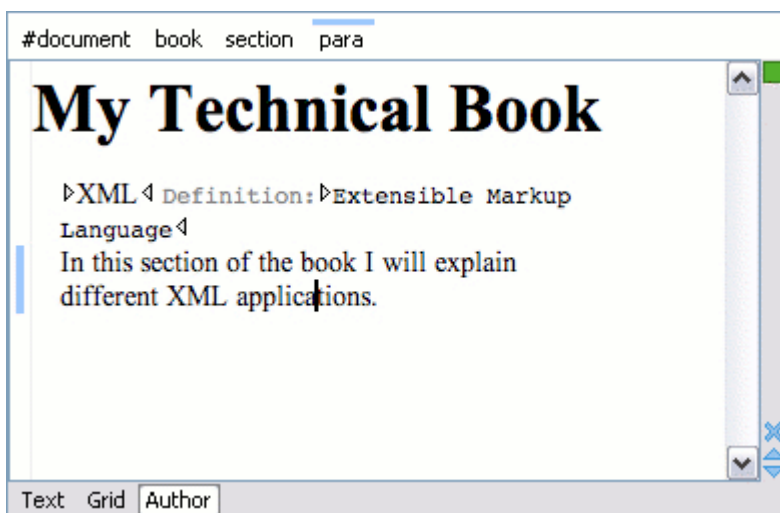 #document book section para
My Technical Book
XML Definition: Extensible Markup
Language
In this section of the book I will explain
different XML applications.
Text Grid Author